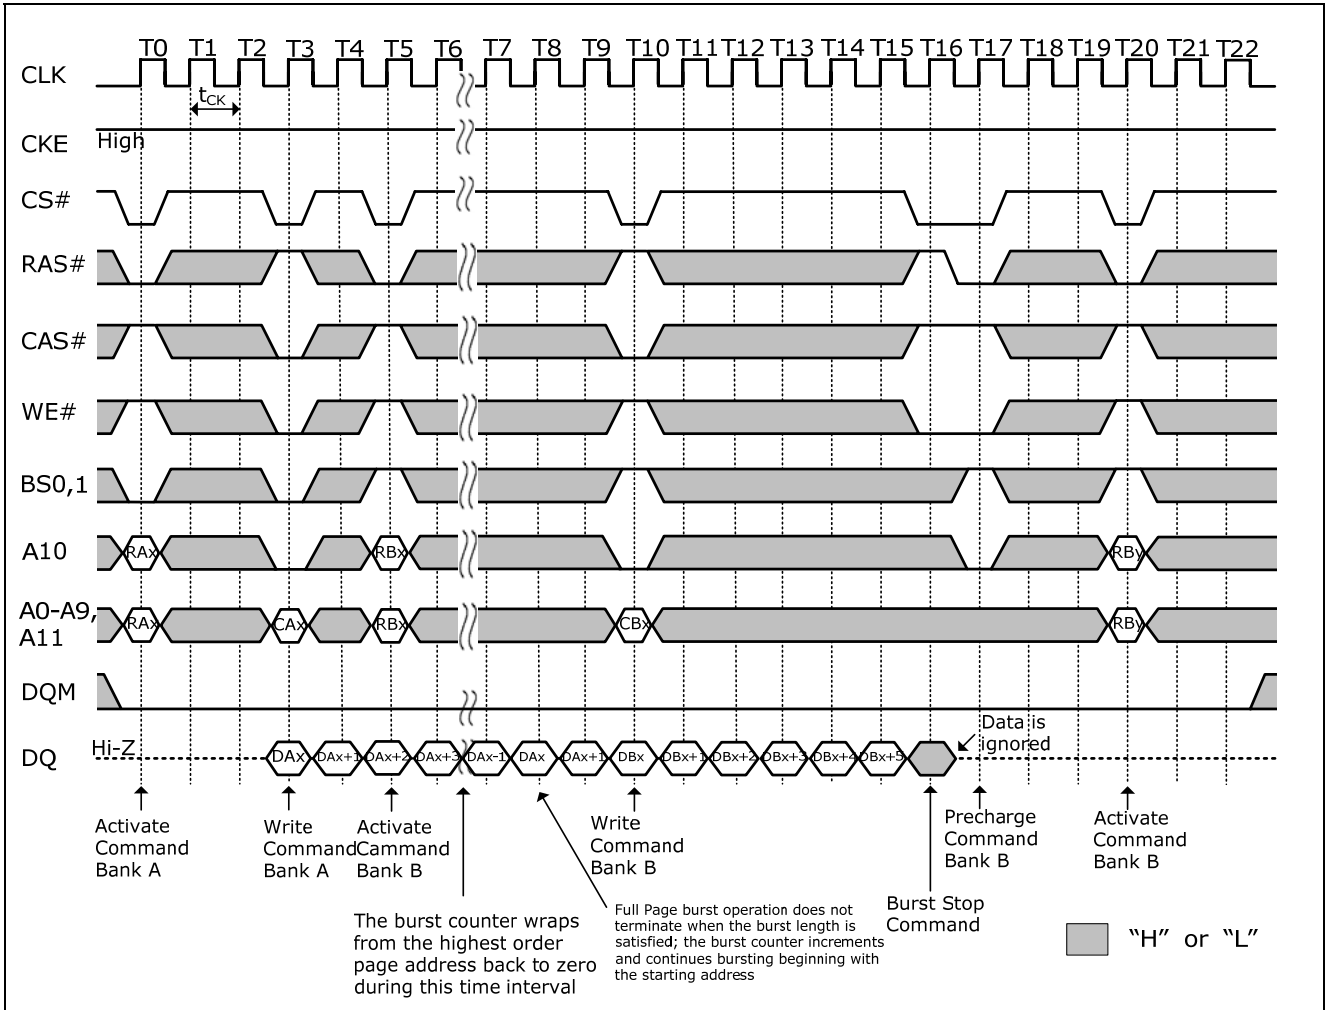 T0 T1 T2 T3 T4 T5 T6 T7 T8 T9 T10 T11 T12 T13 T14 T15 T16 T17 T18 T19 T20 T21 T22
CLK
tCK
CKE
High
CS#
RAS#
CAS#
WE#
BS0,1
A10
RAx RBx RBy
A0-A9,
A11
RAx CAx RBx CBx RBy
DQM
DQ
Hi-Z
DAx DAx+1 DAx+2 DAx+3 DAx-1 DAx DAx+1 DBx DBx+1 DBx+2 DBx+3 DBx+4 DBx+5
Data is
ignored
Activate
Command
Bank A
Write
Command
Bank A
Activate
Cammand
Bank B
Write
Command
Bank B
Precharge
Command
Bank B
Activate
Command
Bank B
Burst Stop
Command
The burst counter wraps
from the highest order
page address back to zero
during this time interval
Full Page burst operation does not
terminate when the burst length is
satisfied; the burst counter increments
and continues bursting beginning with
the starting address
“H” or “L”